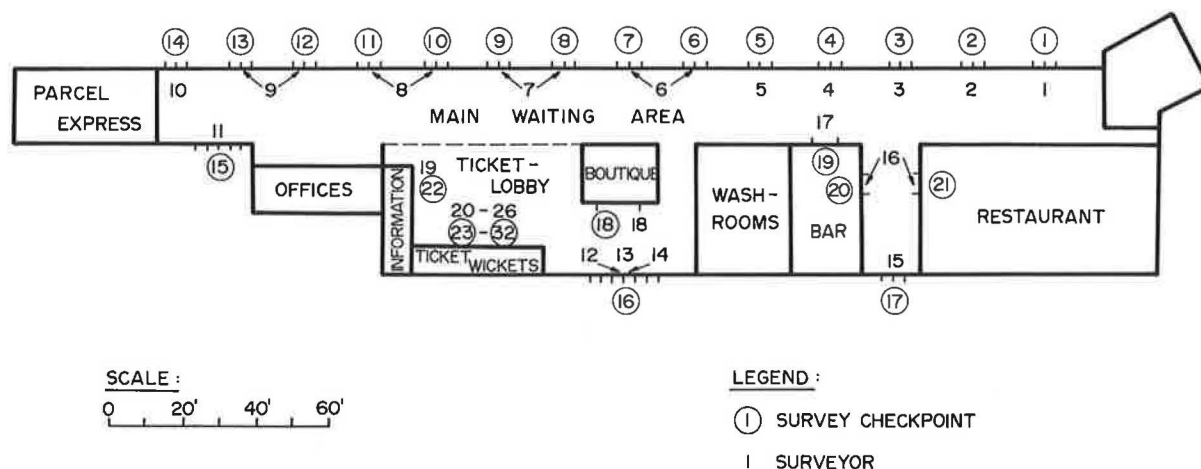 ⑭ ⑬ ⑫ ⑪ ⑩ ⑨ ⑧ ⑦ ⑥ ⑤ ④ ③ ② ①
PARCEL
EXPRESS
10 9 8 7 6 5 4 3 2 1
MAIN WAITING AREA
11
⑮
17
OFFICES
INFORMATION
19
㉒
TICKET-
LOBBY
20 - 26
㉓ - ㉜
TICKET WICKETS
BOUTIQUE
⑱ 18
12 13 14
⑯
WASH-
ROOMS
⑲
⑳
BAR
16
㉑
15
⑰
RESTAURANT
SCALE :
0 20' 40' 60'
LEGEND :
① SURVEY CHECKPOINT
1 SURVEYOR